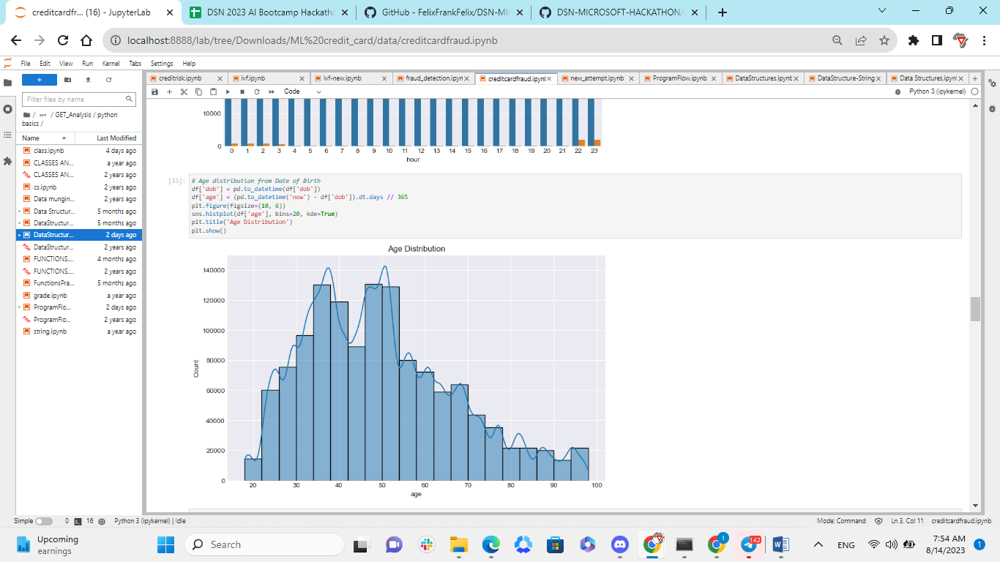 creditcardfr... (16) - JupyterLab
DSN 2023 AI Bootcamp Hackatho
GitHub - FelixFrankFelix/DSN-MIC
DSN-MICROSOFT-HACKATHON/
localhost:8888/lab/tree/Downloads/ML%20credit_card/data/creditcardfraud.ipynb
File Edit View Run Kernel Tabs Settings Help
creditrisk.ipynb
ivf.ipynb
ivf-new.ipynb
fraud_detection.ipyn
creditcardfraud.ipynl
new_attempt.ipynb
ProgramFlow.ipynb
DataStructures.ipynt
DataStructure-String
Data Structures.ipynl
Code
Python 3 (ipykernel)
Filter files by name
/ ••• / GET_Analysis / python
basics /
Name Last Modified
class.ipynb 4 days ago
CLASSES AN... a year ago
CLASSES AN... 2 years ago
cs.ipynb 2 years ago
Data mungin... 2 years ago
Data Structur... 5 months ago
DataStructur... 5 months ago
DataStructur... 2 days ago
DataStructur... 2 years ago
FUNCTIONS.... 4 months ago
FUNCTIONS.... 2 years ago
FunctionsPra... 5 months ago
grade.ipynb a year ago
ProgramFlo... 2 days ago
ProgramFlo... 2 years ago
string.ipynb a year ago
10000
0
0 1 2 3 4 5 6 7 8 9 10 11 12 13 14 15 16 17 18 19 20 21 22 23
hour
[33]:
# Age distribution from Date of Birth
df['dob'] = pd.to_datetime(df['dob'])
df['age'] = (pd.to_datetime('now') - df['dob']).dt.days // 365
plt.figure(figsize=(10, 6))
sns.histplot(df['age'], bins=20, kde=True)
plt.title('Age Distribution')
plt.show()
Age Distribution
140000
120000
100000
80000
60000
40000
20000
0
Count
20 30 40 50 60 70 80 90 100
age
Simple 0 16 Python 3 (ipykernel) | Idle
Mode: Command Ln 3, Col 11 creditcardfraud.ipynb
Upcoming
earnings
Search
142
ENG
7:54 AM
8/14/2023
1